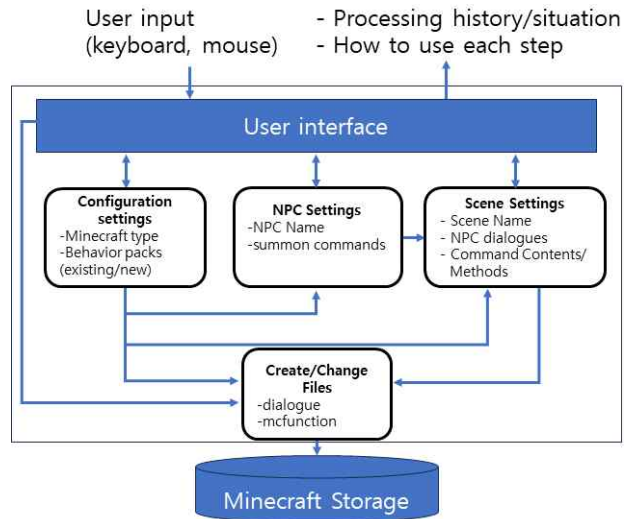 User input
(keyboard, mouse)
- Processing history/situation
- How to use each step
User interface
Configuration
settings
-Minecraft type
-Behavior packs
(existing/new)
NPC Settings
-NPC Name
-summon commands
Scene Settings
- Scene Name
- NPC dialogues
- Command Contents/
Methods
Create/Change
Files
-dialogue
-mcfunction
Minecraft Storage